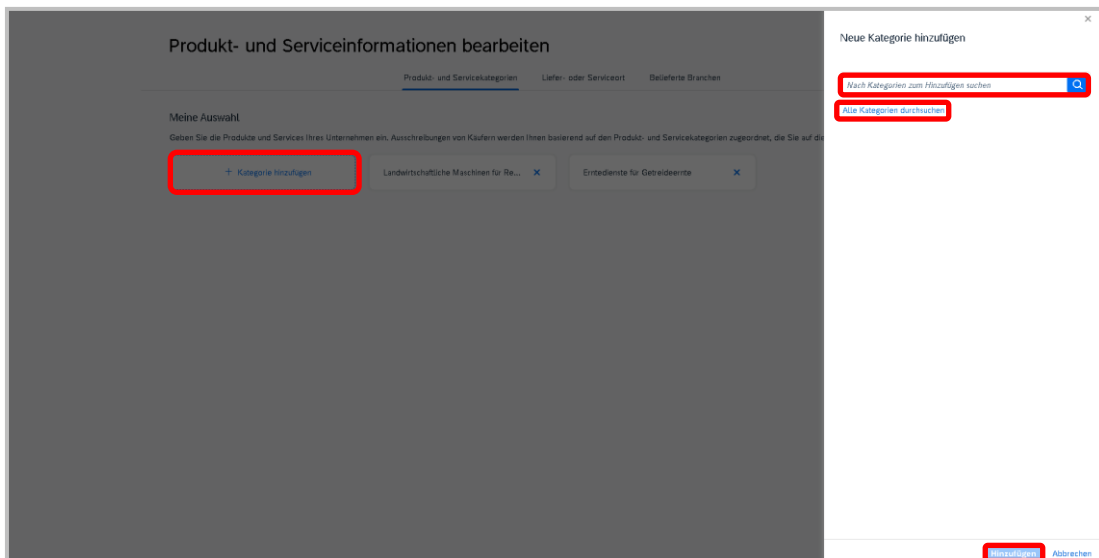 ×
Neue Kategorie hinzufügen
Produkt- und Serviceinformationen bearbeiten
Produkt- und Servicekategorien Liefer- oder Serviceort Belieferte Branchen
Nach Kategorien zum Hinzufügen suchen
Alle Kategorien durchsuchen
Meine Auswahl
Geben Sie die Produkte und Services Ihres Unternehmen ein. Ausschreibungen von Käufern werden Ihnen basierend auf den Produkt- und Servicekategorien zugeordnet, die Sie auf die
+ Kategorie hinzufügen Landwirtschaftliche Maschinen für Re... × Erntedienste für Getreideernte ×
Hinzufügen Abbrechen